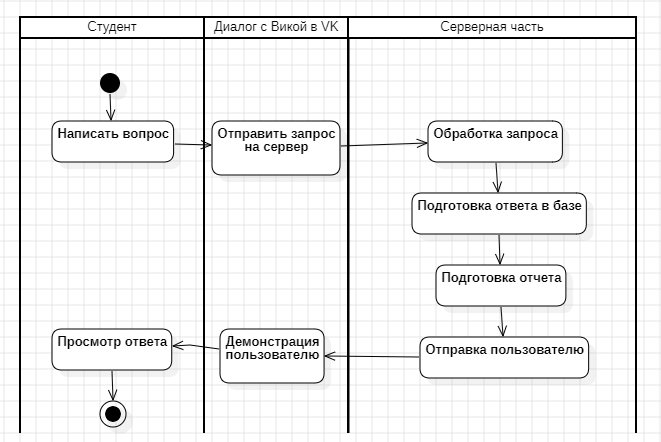 Студент
Диалог с Викой в VK
Серверная часть
Написать вопрос
Отправить запрос
на сервер
Обработка запроса
Подготовка ответа в базе
Подготовка отчета
Отправка пользователю
Демонстрация
пользователю
Просмотр ответа